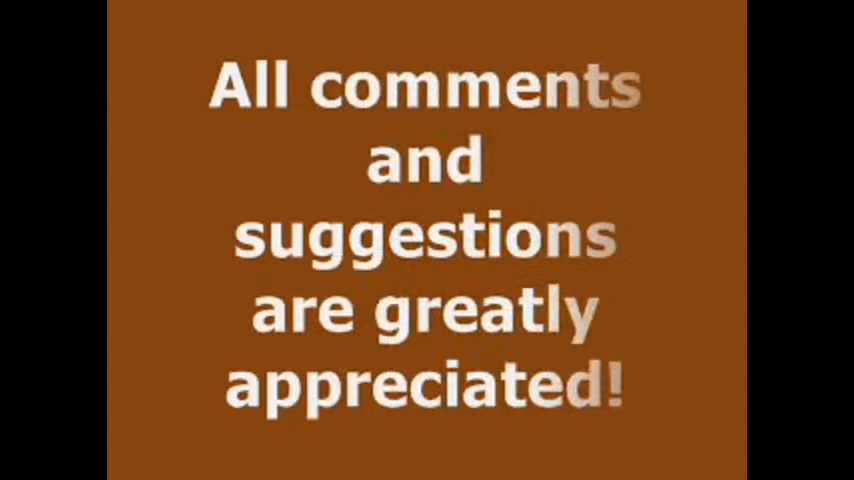 All comments
and
suggestions
are greatly
appreciated!